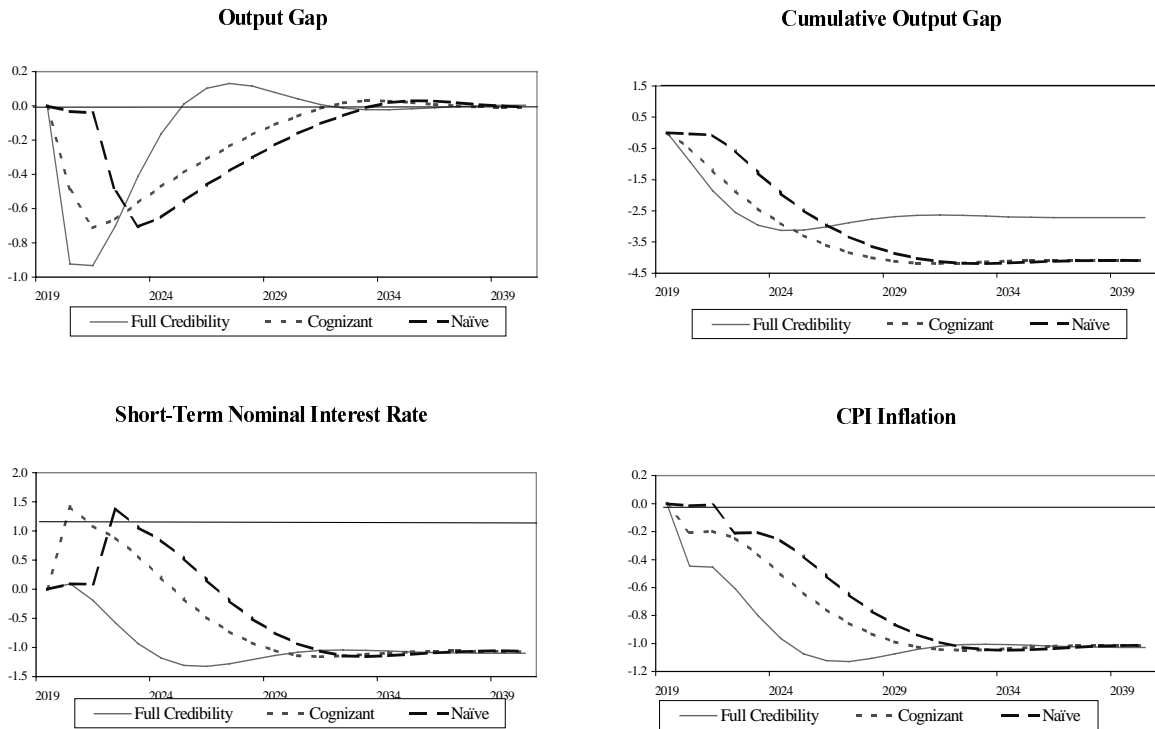 Output Gap
0.2
0.0
-0.2
-0.4
-0.6
-0.8
-1.0
2019 2024 2029 2034 2039
Full Credibility Cognizant Naïve
Cumulative Output Gap
1.5
0.5
-0.5
-1.5
-2.5
-3.5
-4.5
2019 2024 2029 2034 2039
Full Credibility Cognizant Naïve
Short-Term Nominal Interest Rate
2.0
1.5
1.0
0.5
0.0
-0.5
-1.0
-1.5
2019 2024 2029 2034 2039
Full Credibility Cognizant Naïve
CPI Inflation
0.2
0.0
-0.2
-0.4
-0.6
-0.8
-1.0
-1.2
2019 2024 2029 2034 2039
Full Credibility Cognizant Naïve